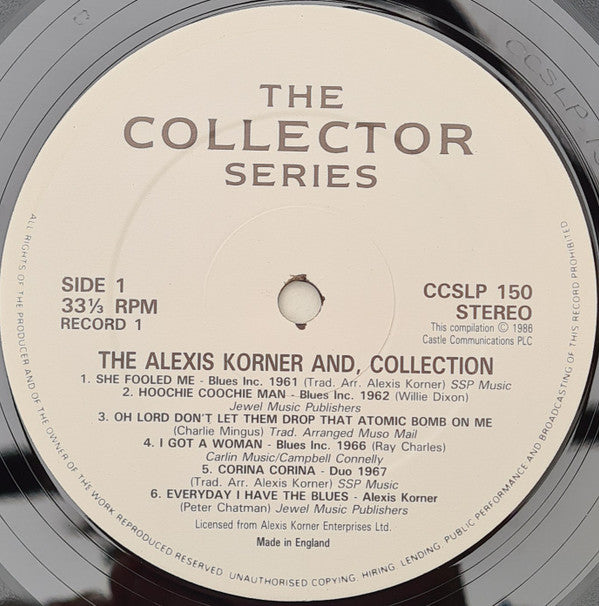 THE
COLLECTOR
SERIES
SIDE 1
33⅓ RPM
RECORD 1
CCSLP 150
STEREO
This compilation © 1986
Castle Communications PLC
THE ALEXIS KORNER AND, COLLECTION
1. SHE FOOLED ME - Blues Inc. 1961 (Trad. Arr. Alexis Korner) SSP Music
2. HOOCHIE COOCHIE MAN - Blues Inc. 1962 (Willie Dixon)
Jewel Music Publishers
3. OH LORD DON'T LET THEM DROP THAT ATOMIC BOMB ON ME
(Charlie Mingus) Trad. Arranged Muso Mail
4. I GOT A WOMAN - Blues Inc. 1966 (Ray Charles)
Carlin Music/Campbell Connelly
5. CORINA CORINA - Duo 1967
(Trad. Arr. Alexis Korner) SSP Music
6. EVERYDAY I HAVE THE BLUES - Alexis Korner
(Peter Chatman) Jewel Music Publishers
Licensed from Alexis Korner Enterprises Ltd.
Made in England
ALL RIGHTS OF THE PRODUCER AND OF THE OWNER OF THE WORK REPRODUCED RESERVED. UNAUTHORISED COPYING, HIRING, LENDING, PUBLIC PERFORMANCE AND BROADCASTING OF THIS RECORD PROHIBITED
CCSLP